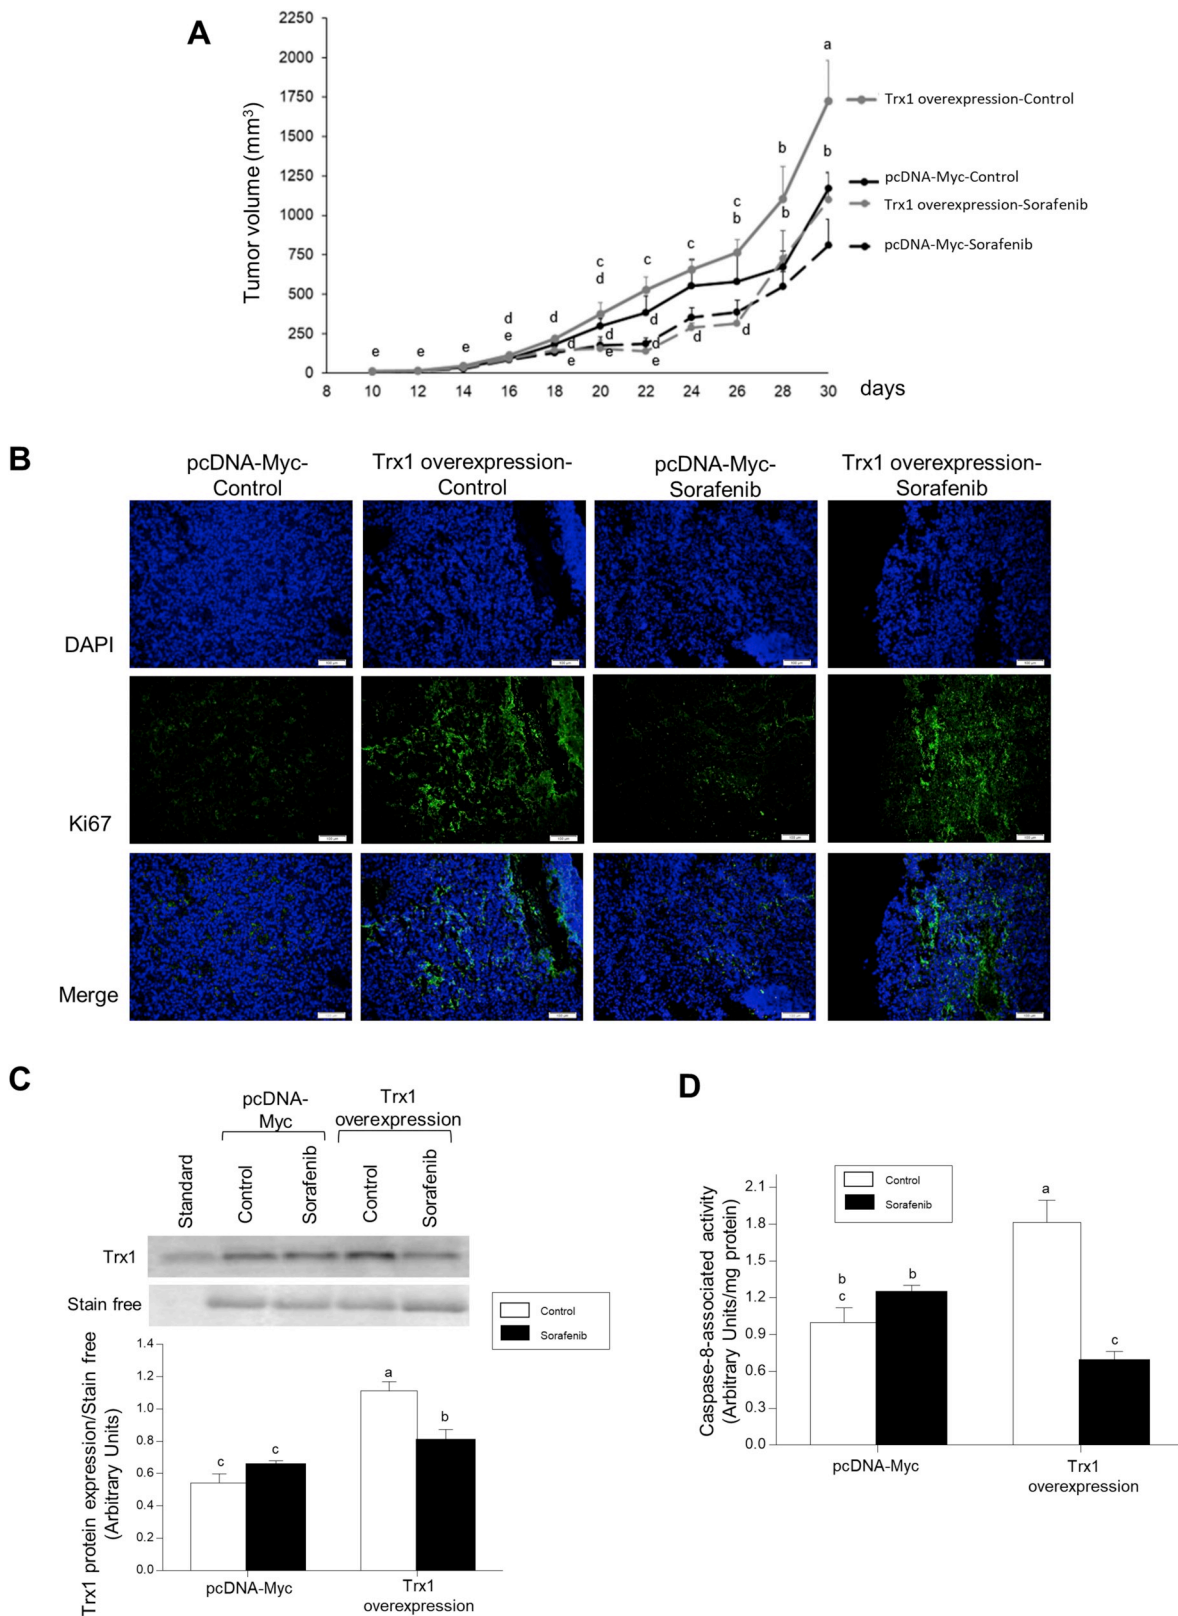 A
Tumor volume (mm³)
2250
2000
1750
1500
1250
1000
750
500
250
0
8 10 12 14 16 18 20 22 24 26 28 30 days
e e e d e d c d c c c b b a b b
d e d e d d e d d
Trx1 overexpression-Control
pcDNA-Myc-Control
Trx1 overexpression-Sorafenib
pcDNA-Myc-Sorafenib
B
pcDNA-Myc-
Control
Trx1 overexpression-
Control
pcDNA-Myc-
Sorafenib
Trx1 overexpression-
Sorafenib
DAPI
Ki67
Merge
C
pcDNA-
Myc
Trx1
overexpression
Standard
Control
Sorafenib
Control
Sorafenib
Trx1
Stain free
Control
Sorafenib
Trx1 protein expression/Stain free
(Arbitrary Units)
1.4
1.2
1.0
0.8
0.6
0.4
0.2
0.0
c c a b
pcDNA-Myc
Trx1
overexpression
D
Control
Sorafenib
Caspase-8-associated activity
(Arbitrary Units/mg protein)
2.1
1.8
1.5
1.2
0.9
0.6
0.3
0.0
b
c
b
a
c
pcDNA-Myc
Trx1
overexpression